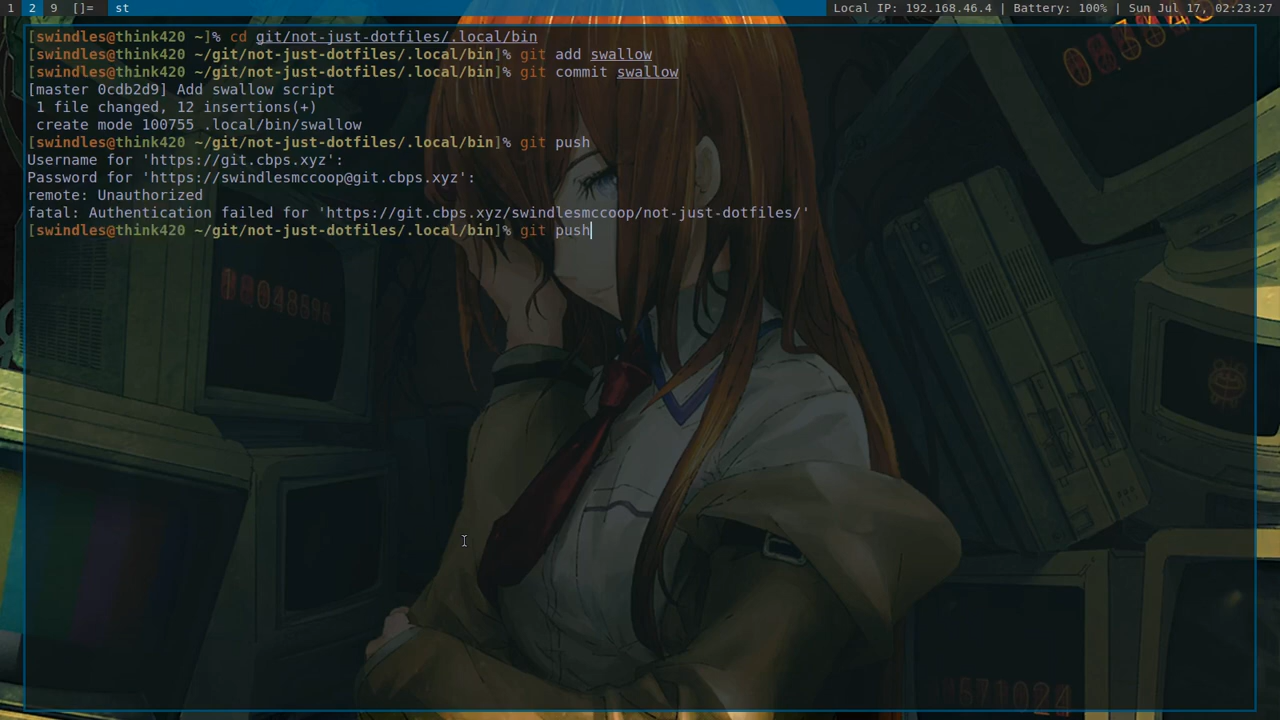 1 2 9 []= st Local IP: 192.168.46.4 | Battery: 100% | Sun Jul 17, 02:23:27
[swindles@think420 ~]% cd git/not-just-dotfiles/.local/bin
[swindles@think420 ~/git/not-just-dotfiles/.local/bin]% git add swallow
[swindles@think420 ~/git/not-just-dotfiles/.local/bin]% git commit swallow
[master 0cdb2d9] Add swallow script
1 file changed, 12 insertions(+)
create mode 100755 .local/bin/swallow
[swindles@think420 ~/git/not-just-dotfiles/.local/bin]% git push
Username for 'https://git.cbps.xyz':
Password for 'https://swindlesmccoop@git.cbps.xyz':
remote: Unauthorized
fatal: Authentication failed for 'https://git.cbps.xyz/swindlesmccoop/not-just-dotfiles/'
[swindles@think420 ~/git/not-just-dotfiles/.local/bin]% git push